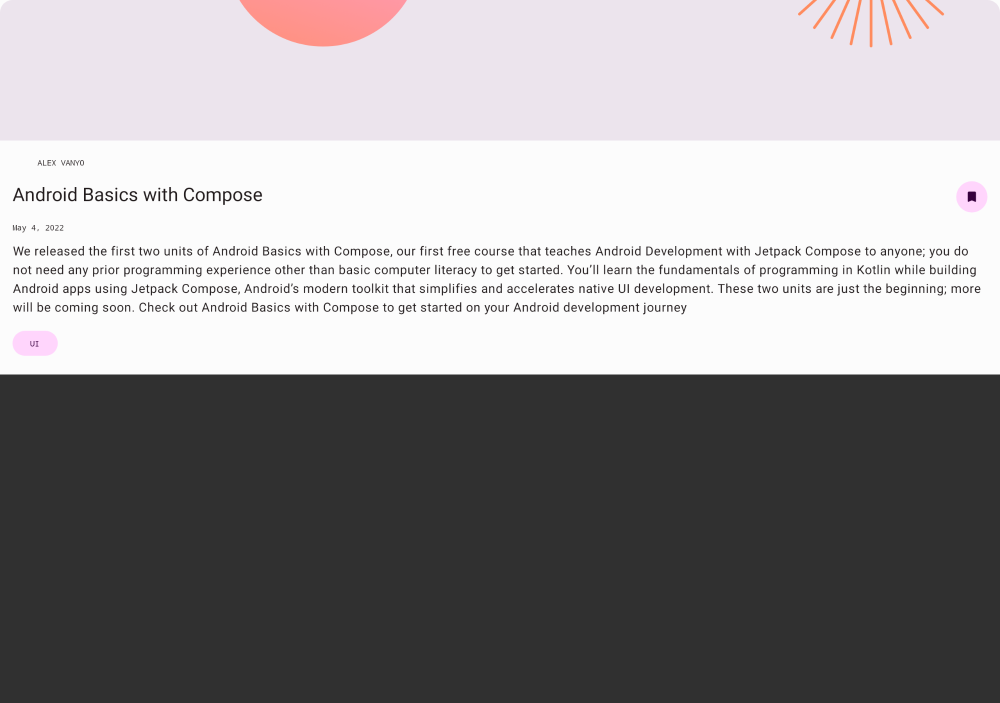 ALEX VANYO
Android Basics with Compose
May 4, 2022
We released the first two units of Android Basics with Compose, our first free course that teaches Android Development with Jetpack Compose to anyone; you do
not need any prior programming experience other than basic computer literacy to get started. You’ll learn the fundamentals of programming in Kotlin while building
Android apps using Jetpack Compose, Android’s modern toolkit that simplifies and accelerates native UI development. These two units are just the beginning; more
will be coming soon. Check out Android Basics with Compose to get started on your Android development journey
UI